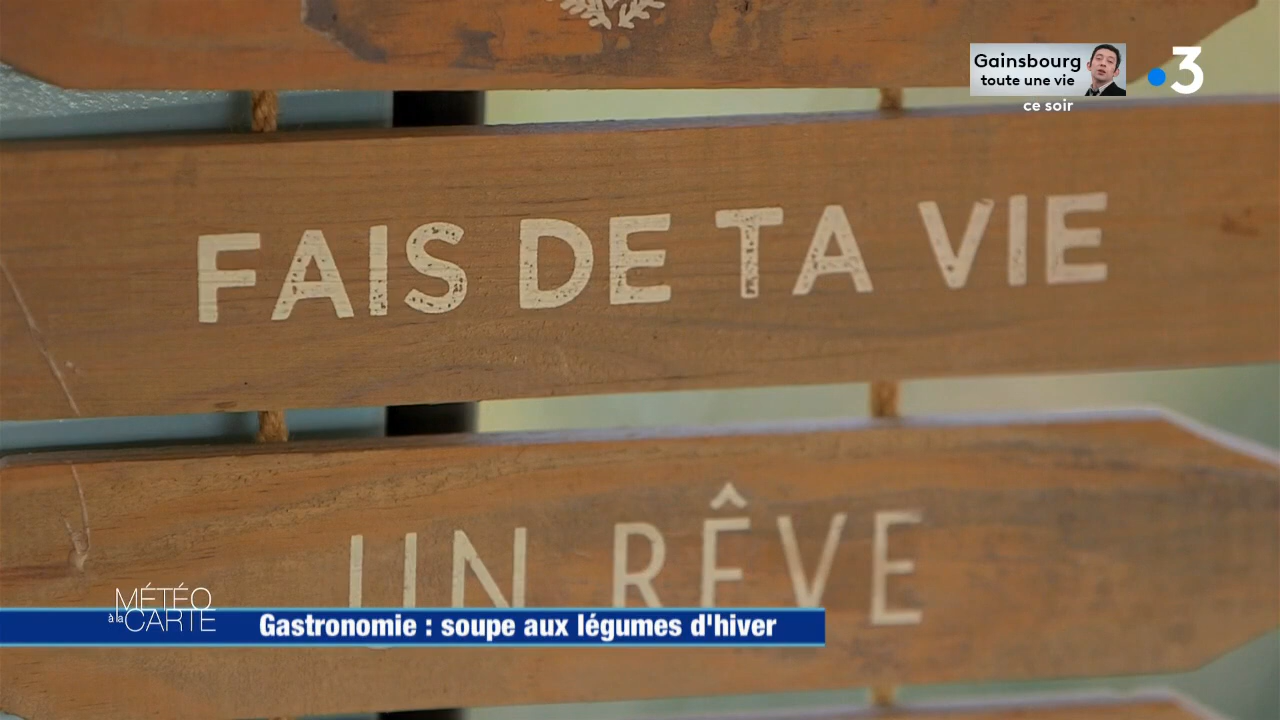 Gainsbourg
toute une vie
3
ce soir
FAIS DE TA VIE
UN RÊVE
MÉTÉO
à la CARTE
Gastronomie : soupe aux légumes d'hiver